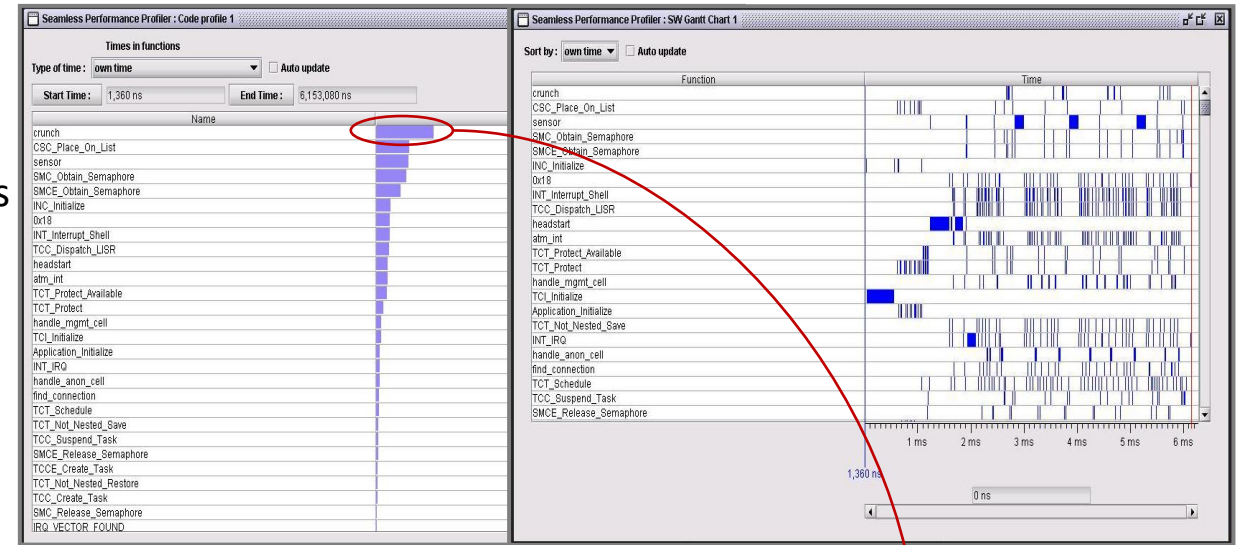 s
Seamless Performance Profiler : Code profile 1
Times in functions
Type of time : own time Auto update
Start Time : 1,360 ns End Time : 6,153,080 ns
Name
crunch
CSC_Place_On_List
sensor
SMC_Obtain_Semaphore
SMCE_Obtain_Semaphore
INC_Initialize
0x18
INT_Interrupt_Shell
TCC_Dispatch_LISR
headstart
atm_int
TCT_Protect_Available
TCT_Protect
handle_mgmt_cell
TCI_Initialize
Application_Initialize
INT_IRQ
handle_anon_cell
find_connection
TCT_Schedule
TCT_Not_Nested_Save
TCC_Suspend_Task
SMCE_Release_Semaphore
TCCE_Create_Task
TCT_Not_Nested_Restore
TCC_Create_Task
SMC_Release_Semaphore
IRQ_VECTOR_FOUND
Seamless Performance Profiler : SW Gantt Chart 1
Sort by : own time Auto update
Function Time
crunch
CSC_Place_On_List
sensor
SMC_Obtain_Semaphore
SMCE_Obtain_Semaphore
INC_Initialize
0x18
INT_Interrupt_Shell
TCC_Dispatch_LISR
headstart
atm_int
TCT_Protect_Available
TCT_Protect
handle_mgmt_cell
TCI_Initialize
Application_Initialize
TCT_Not_Nested_Save
INT_IRQ
handle_anon_cell
find_connection
TCT_Schedule
TCC_Suspend_Task
SMCE_Release_Semaphore
1 ms 2 ms 3 ms 4 ms 5 ms 6 ms
1,360 ns
0 ns